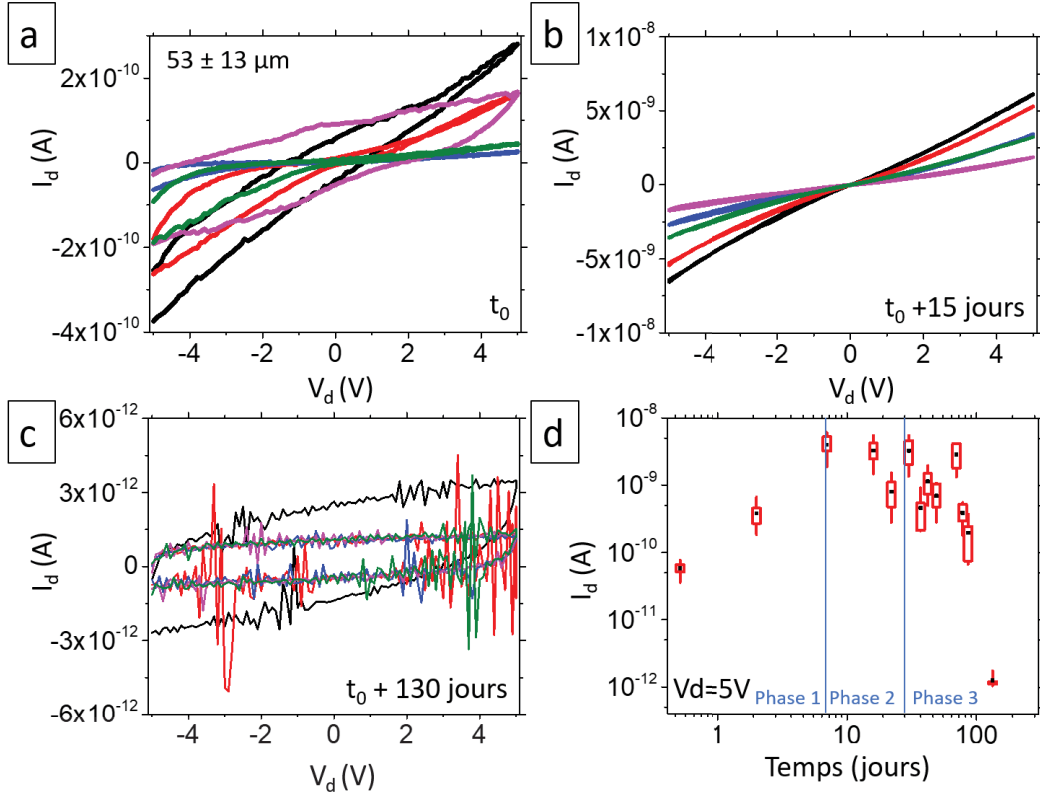 a
53 ± 13 µm
2x10⁻¹⁰
0
-2x10⁻¹⁰
-4x10⁻¹⁰
I_d (A)
-4 -2 0 2 4
V_d (V)
t₀
b
1x10⁻⁸
5x10⁻⁹
0
-5x10⁻⁹
-1x10⁻⁸
I_d (A)
-4 -2 0 2 4
V_d (V)
t₀ +15 jours
c
6x10⁻¹²
3x10⁻¹²
0
-3x10⁻¹²
-6x10⁻¹²
I_d (A)
-4 -2 0 2 4
V_d (V)
t₀ + 130 jours
d
10⁻⁸
10⁻⁹
10⁻¹⁰
10⁻¹¹
10⁻¹²
I_d (A)
Vd=5V
Phase 1 Phase 2 Phase 3
1 10 100
Temps (jours)